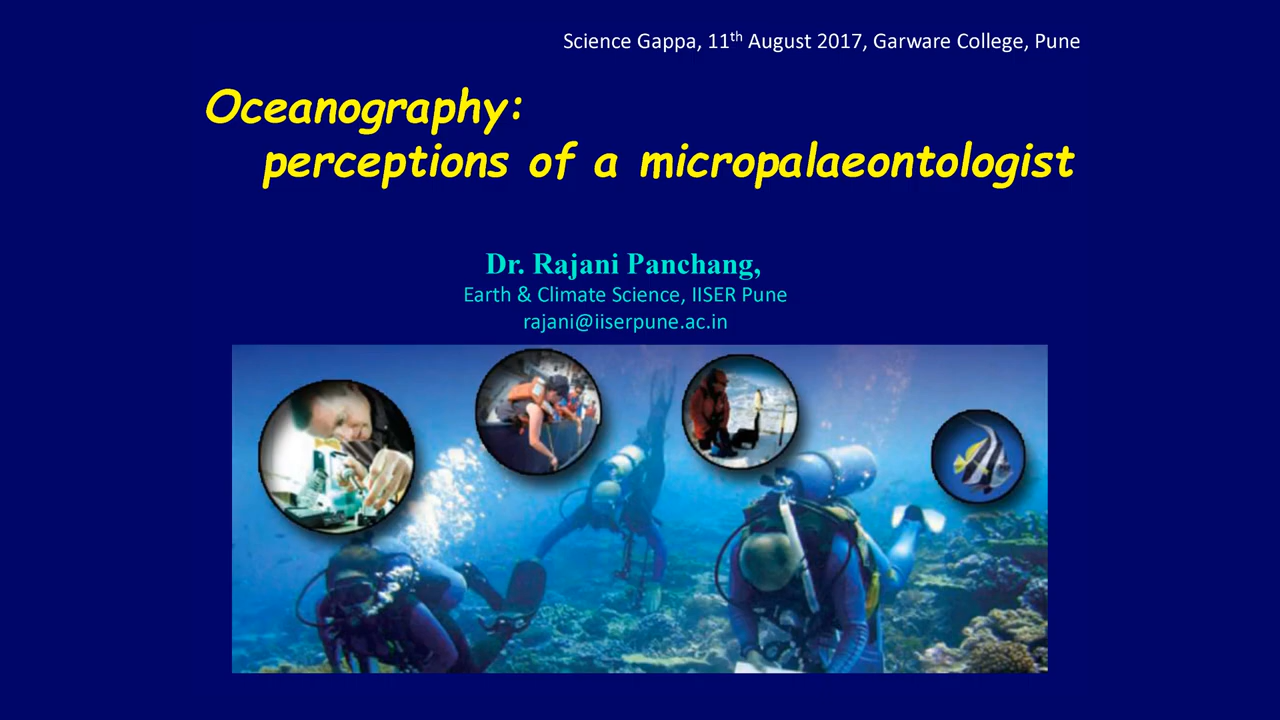 Science Gappa, 11th August 2017, Garware College, Pune
Oceanography:
perceptions of a micropalaeontologist
Dr. Rajani Panchang,
Earth & Climate Science, IISER Pune
rajani@iiserpune.ac.in